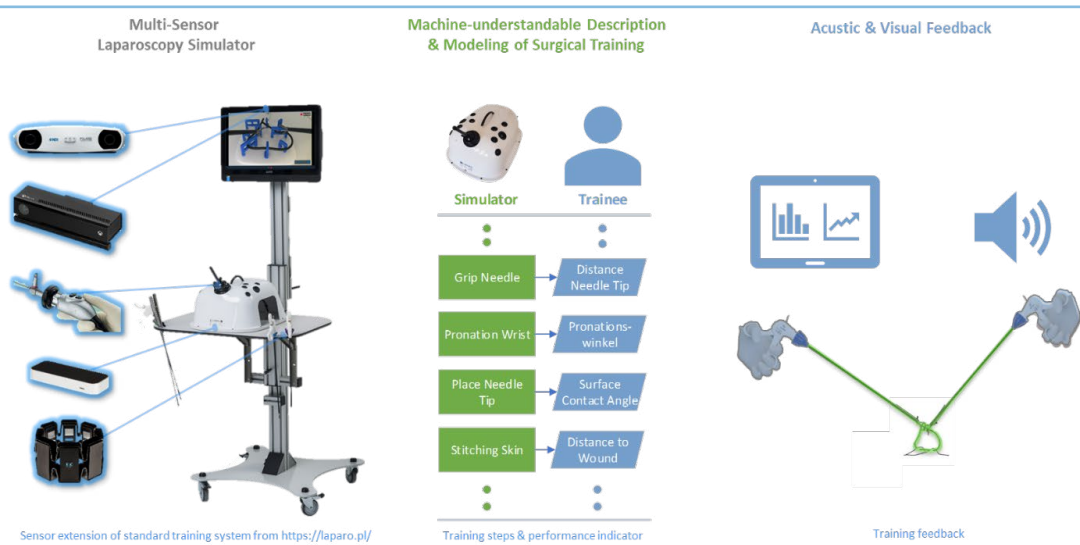 Multi-Sensor
Laparoscopy Simulator
Machine-understandable Description
& Modeling of Surgical Training
Acustic & Visual Feedback
Simulator
Trainee
Grip Needle
Distance
Needle Tip
Pronation Wrist
Pronations-
winkel
Place Needle
Tip
Surface
Contact Angle
Stitching Skin
Distance to
Wound
Sensor extension of standard training system from https://laparo.pl/
Training steps & performance indicator
Training feedback